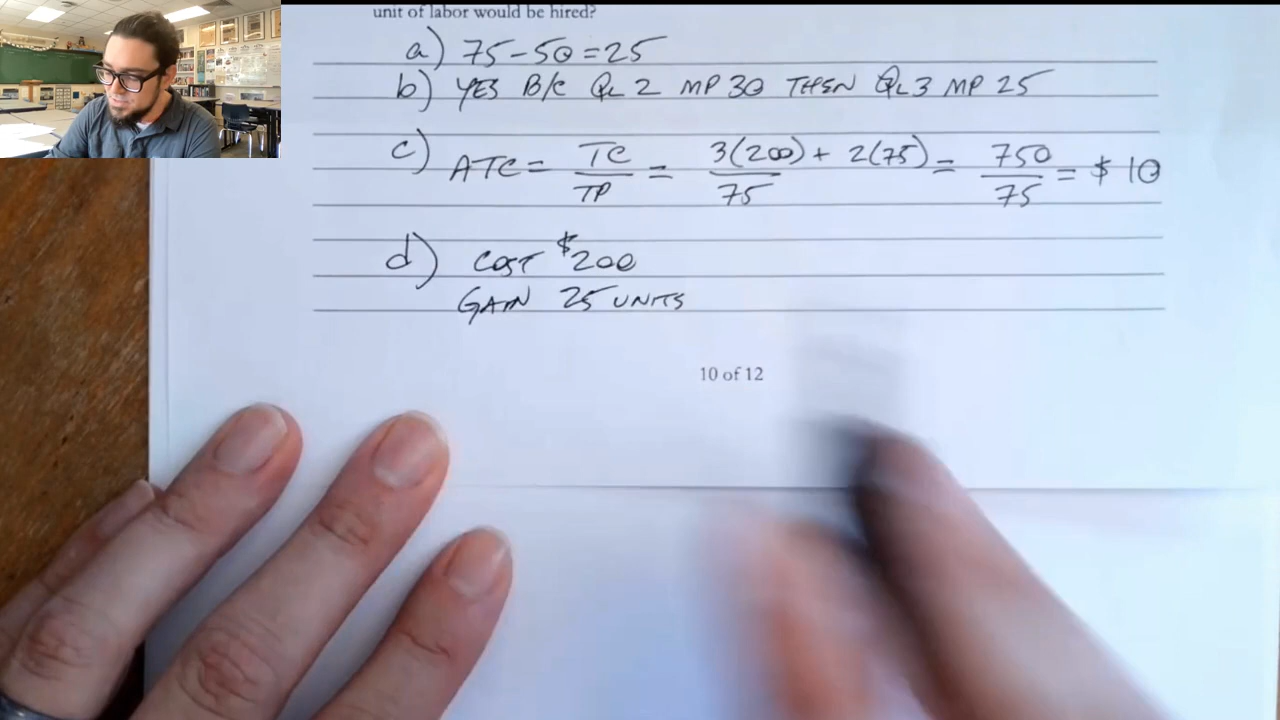 unit of labor would be hired?
a) 75-50=25
b) YES B/C QL 2 MP 30 THEN QL 3 MP 25
c) ATC = TC/TP = 3(200) + 2(75)/75 = 750/75 = $10
d) COST $200
GAIN 25 UNITS
10 of 12